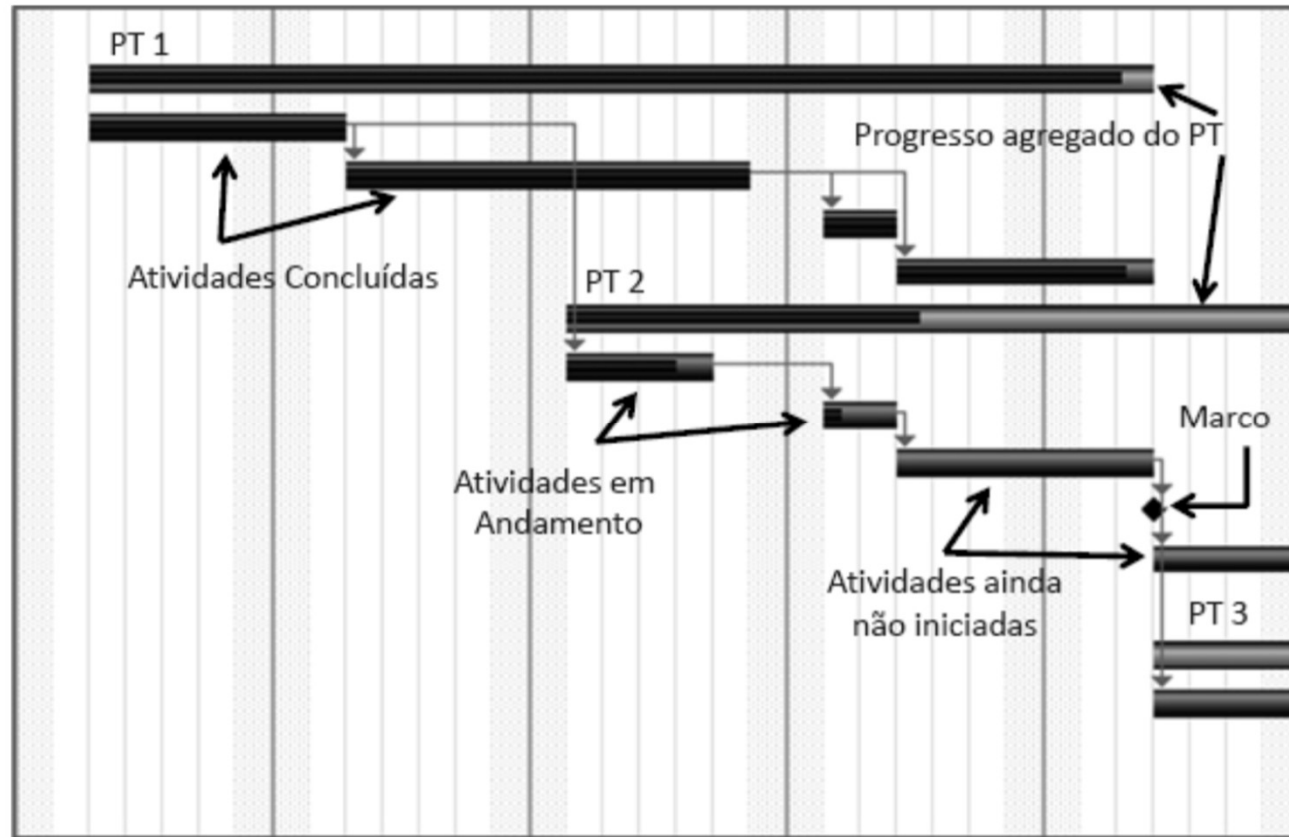 PT 1
Progresso agregado do PT
Atividades Concluídas
PT 2
Marco
Atividades em
Andamento
Atividades ainda
não iniciadas
PT 3